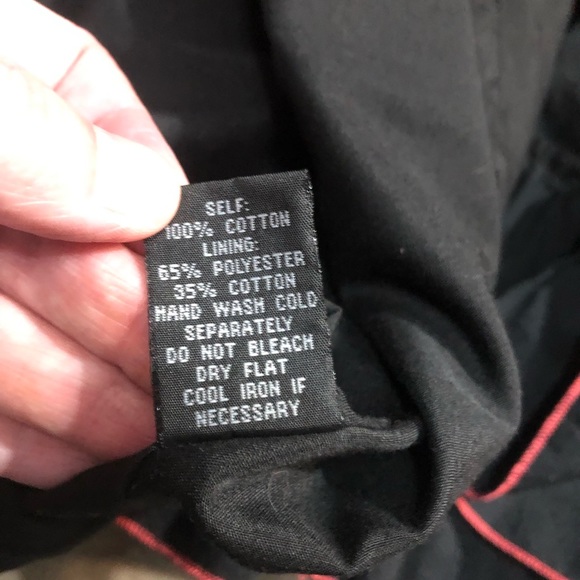 SELF:
100% COTTON
LINING:
65% POLYESTER
35% COTTON
HAND WASH COLD
SEPARATELY
DO NOT BLEACH
DRY FLAT
COOL IRON IF
NECESSARY